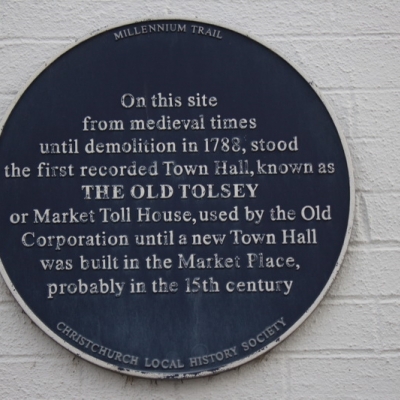 MILLENNIUM TRAIL
On this site
from medieval times
until demolition in 1788, stood
the first recorded Town Hall, known as
THE OLD TOLSEY
or Market Toll House, used by the Old
Corporation until a new Town Hall
was built in the Market Place,
probably in the 15th century
CHRISTCHURCH LOCAL HISTORY SOCIETY